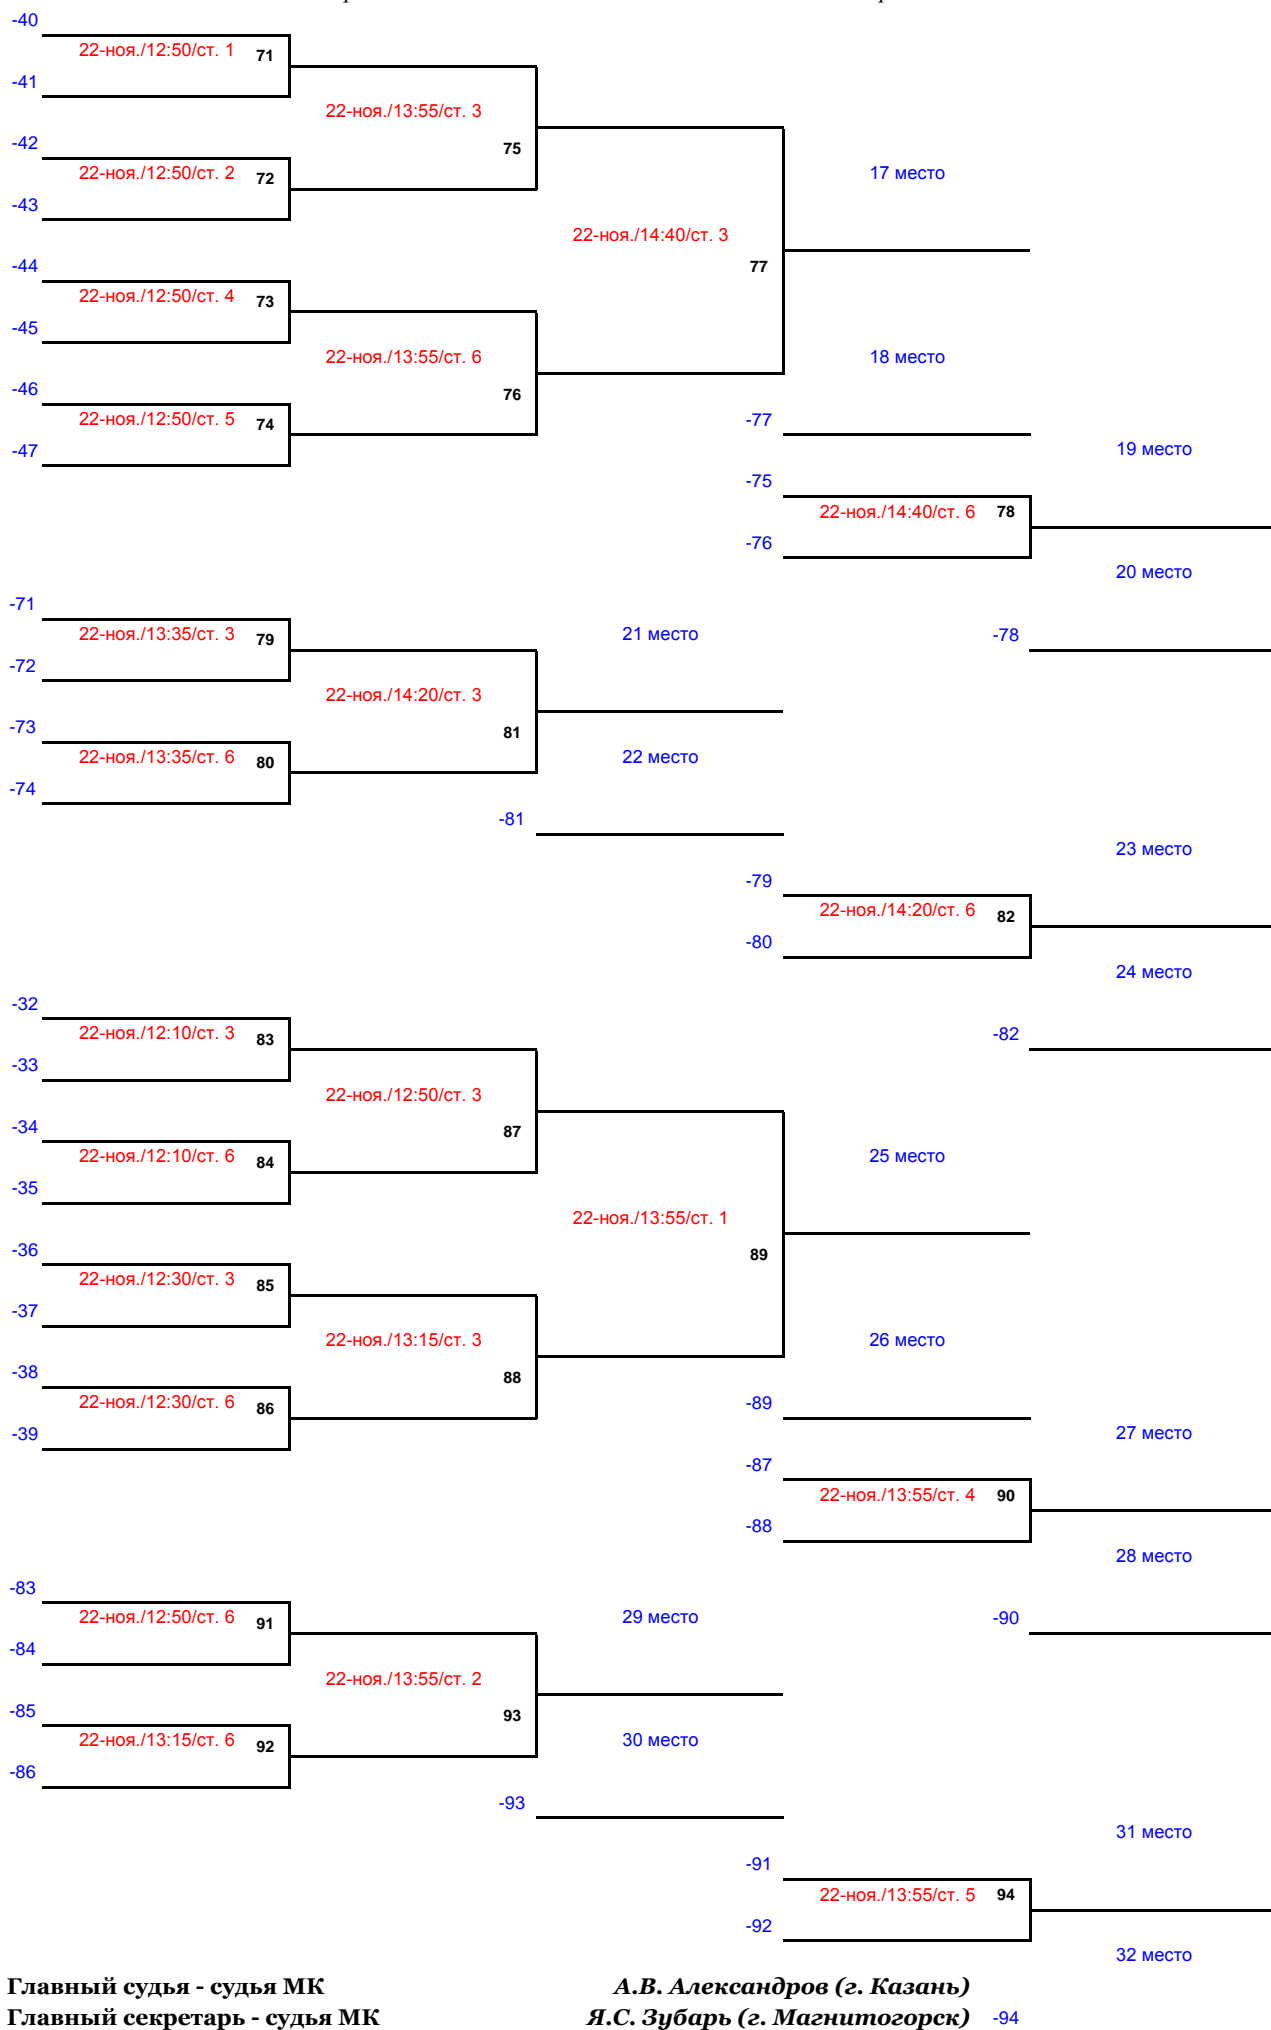 -40
22-ноя./12:50/ст. 1 71
-41
22-ноя./13:55/ст. 3
-42
75
22-ноя./12:50/ст. 2 72
17 место
-43
22-ноя./14:40/ст. 3
-44
77
22-ноя./12:50/ст. 4 73
-45
22-ноя./13:55/ст. 6
18 место
-46
76
22-ноя./12:50/ст. 5 74
-77
-47
19 место
-75
22-ноя./14:40/ст. 6 78
-76
20 место
-71
22-ноя./13:35/ст. 3 79
21 место
-78
-72
22-ноя./14:20/ст. 3
-73
81
22-ноя./13:35/ст. 6 80
22 место
-74
-81
23 место
-79
22-ноя./14:20/ст. 6 82
-80
24 место
-32
22-ноя./12:10/ст. 3 83
-82
-33
22-ноя./12:50/ст. 3
-34
87
22-ноя./12:10/ст. 6 84
25 место
-35
22-ноя./13:55/ст. 1
-36
89
22-ноя./12:30/ст. 3 85
-37
22-ноя./13:15/ст. 3
26 место
-38
88
22-ноя./12:30/ст. 6 86
-89
-39
27 место
-87
22-ноя./13:55/ст. 4 90
-88
28 место
-83
22-ноя./12:50/ст. 6 91
29 место
-90
-84
22-ноя./13:55/ст. 2
-85
93
22-ноя./13:15/ст. 6 92
30 место
-86
-93
31 место
-91
22-ноя./13:55/ст. 5 94
-92
32 место
Главный судья - судья МК А.В. Александров (г. Казань)
Главный секретарь - судья МК Я.С. Зубарь (г. Магнитогорск) -94